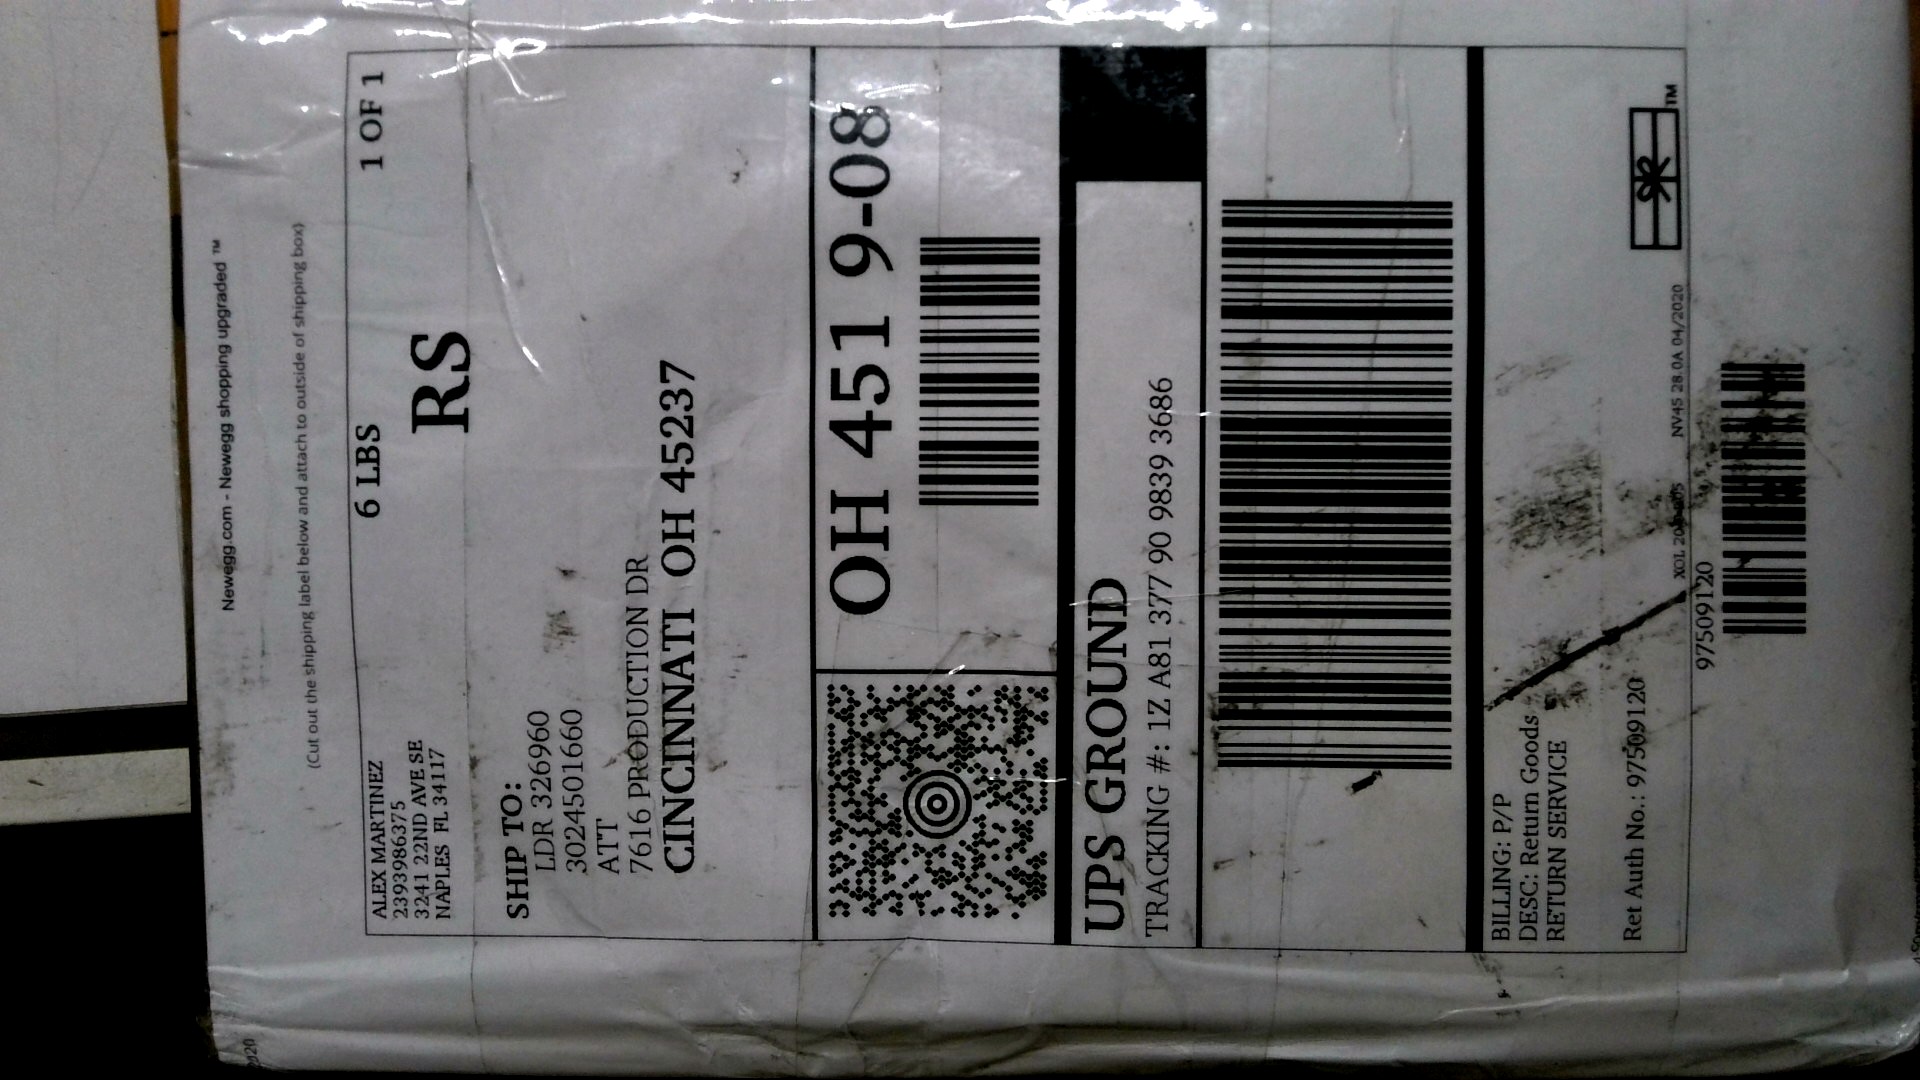 Newegg.com - Newegg shopping upgraded ™
(Cut out the shipping label below and attach to outside of shipping box)
ALEX MARTINEZ
2393986375
3241 22ND AVE SE
NAPLES FL 34117
6 LBS
1 OF 1
RS
SHIP TO:
LDR 326960
3024501660
ATT
7616 PRODUCTION DR
CINCINNATI OH 45237
OH 451 9-08
UPS GROUND
TRACKING #: 1Z A81 377 90 9839 3686
BILLING: P/P
DESC: Return Goods
RETURN SERVICE
Ret Auth No.: 97509120
XOL NV45 28.0A 04/2020
TM
97509120